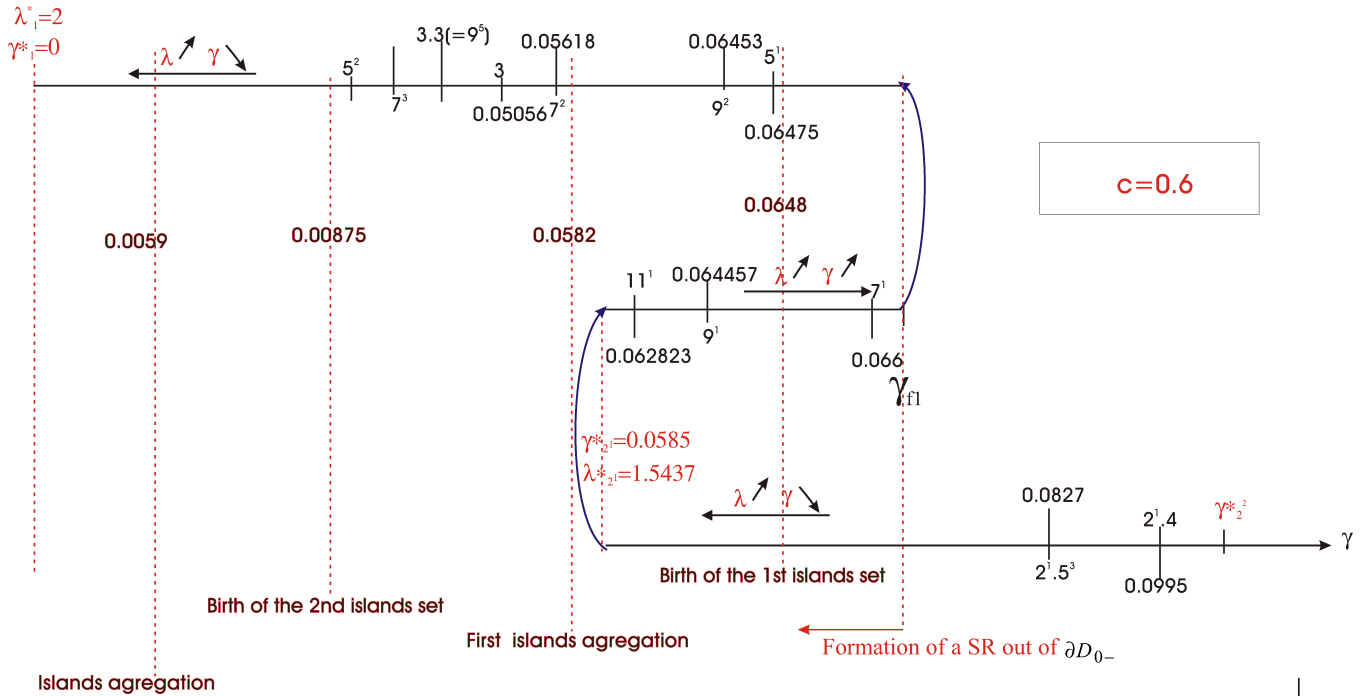 λ*₁=2
γ*₁=0
λ γ
5²
7³
3.3(=9⁵)
3
0.05056
0.05618
7²
0.06453
9²
5¹
0.06475
c=0.6
0.0059
0.00875
0.0582
0.0648
11¹
0.062823
0.064457
9¹
λ γ
7¹
0.066
γf1
γ*₂¹=0.0585
λ*₂¹=1.5437
λ γ
0.0827
2¹.5³
2¹.4
0.0995
γ*₂²
γ
Birth of the 1st islands set
Birth of the 2nd islands set
First islands agregation
Formation of a SR out of ∂D₀₋
Islands agregation